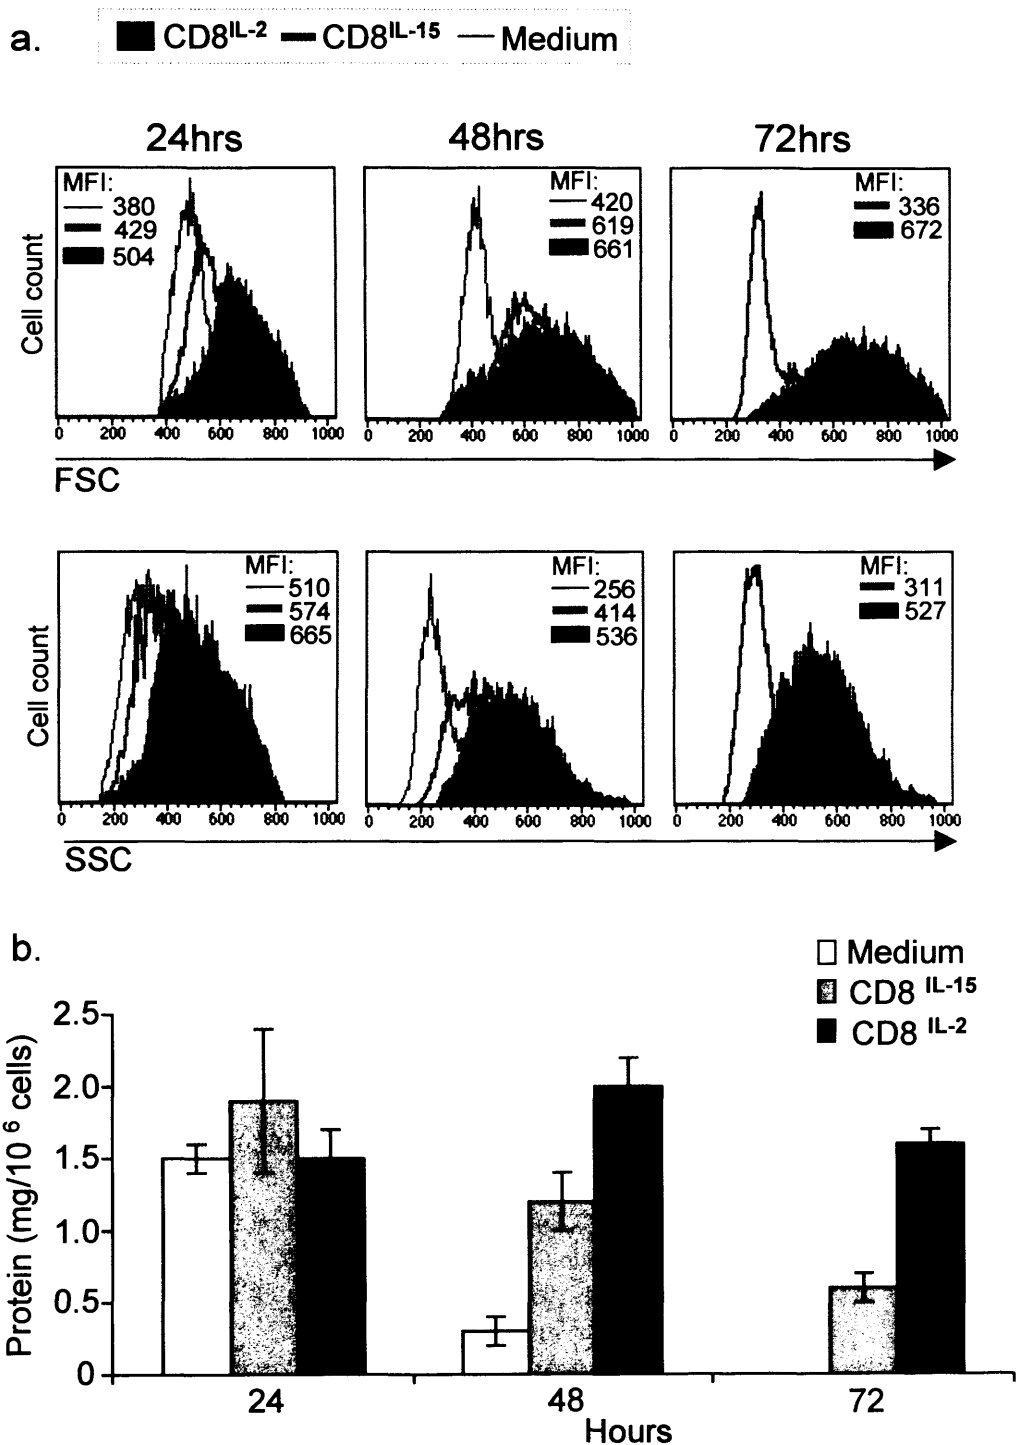 a.
CD8IL-2 CD8IL-15 Medium
24hrs 48hrs 72hrs
MFI:
380
429
504
MFI:
420
619
661
MFI:
336
672
Cell count
0 200 400 600 800 1000
0 200 400 600 800 1000
0 200 400 600 800 1000
FSC
MFI:
510
574
665
MFI:
256
414
536
MFI:
311
527
Cell count
0 200 400 600 800 1000
0 200 400 600 800 1000
0 200 400 600 800 1000
SSC
b.
Medium
CD8 IL-15
CD8 IL-2
Protein (mg/10 6 cells)
2.5
2.0
1.5
1.0
0.5
0
24 48 72
Hours